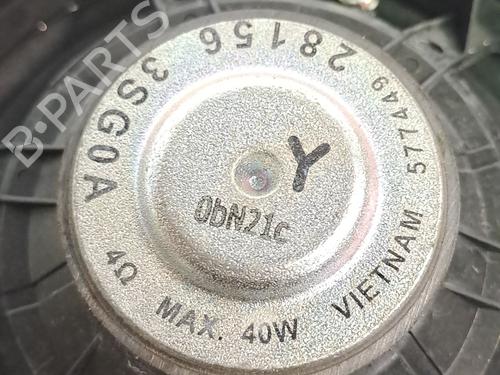 28156 3SG0A
4Ω MAX. 40W VIETNAM 577449
Y
0bN21c
B-PARTS